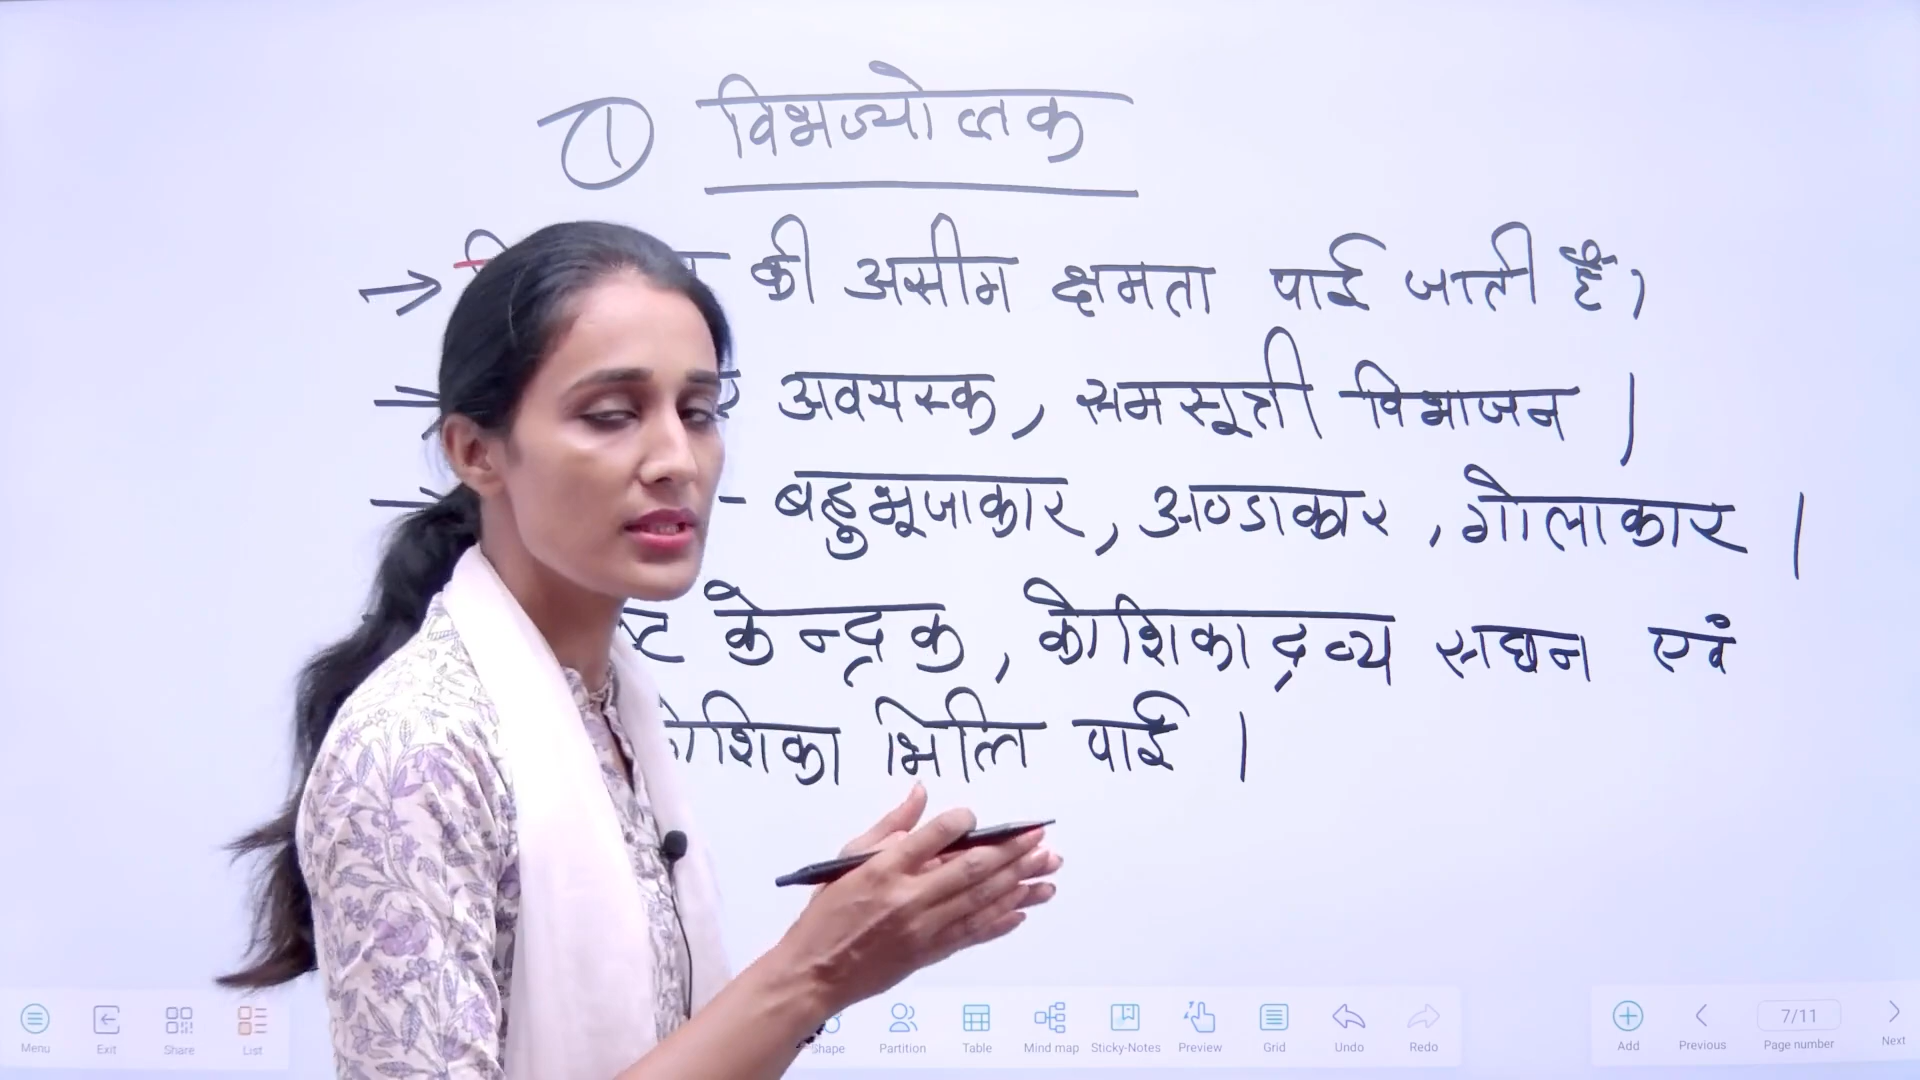 ① विभज्योतक
→ की असीम क्षमता पाई जाती है,
→ अवयस्क, समसूत्री विभाजन |
→ - बहुभूजाकार, अण्डाकार, गोलाकार |
केन्द्रक, कोशिका द्रव्य सघन एवं
कोशिका भित्ति पाई |
Menu Exit Share List Shape Partition Table Mind map Sticky-Notes Preview Grid Undo Redo Add Previous 7/11 Page number Next